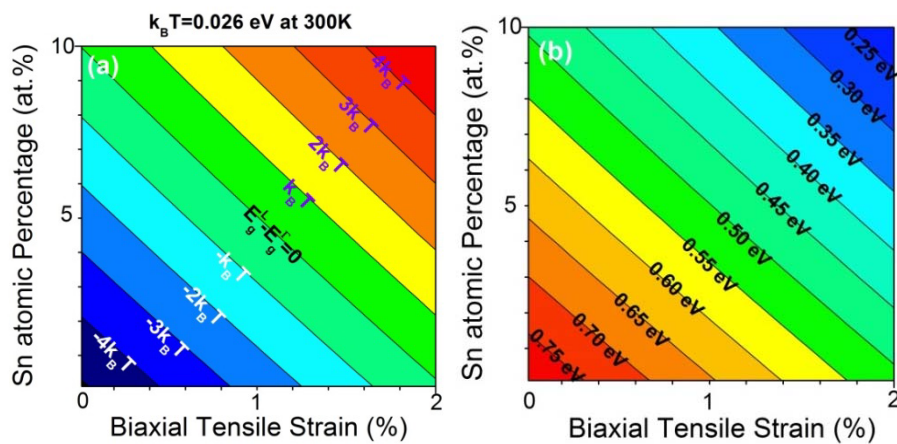 k_BT=0.026 eV at 300K
(a)
Sn atomic Percentage (at.%)
10
5
4k_BT
3k_BT
2k_BT
k_BT
E_g^L-E_g^Γ=0
-k_BT
-2k_BT
-3k_BT
-4k_BT
0
1
2
Biaxial Tensile Strain (%)
(b)
Sn atomic Percentage (at.%)
10
5
0.25 eV
0.30 eV
0.35 eV
0.40 eV
0.45 eV
0.50 eV
0.55 eV
0.60 eV
0.65 eV
0.70 eV
0.75 eV
0
1
2
Biaxial Tensile Strain (%)